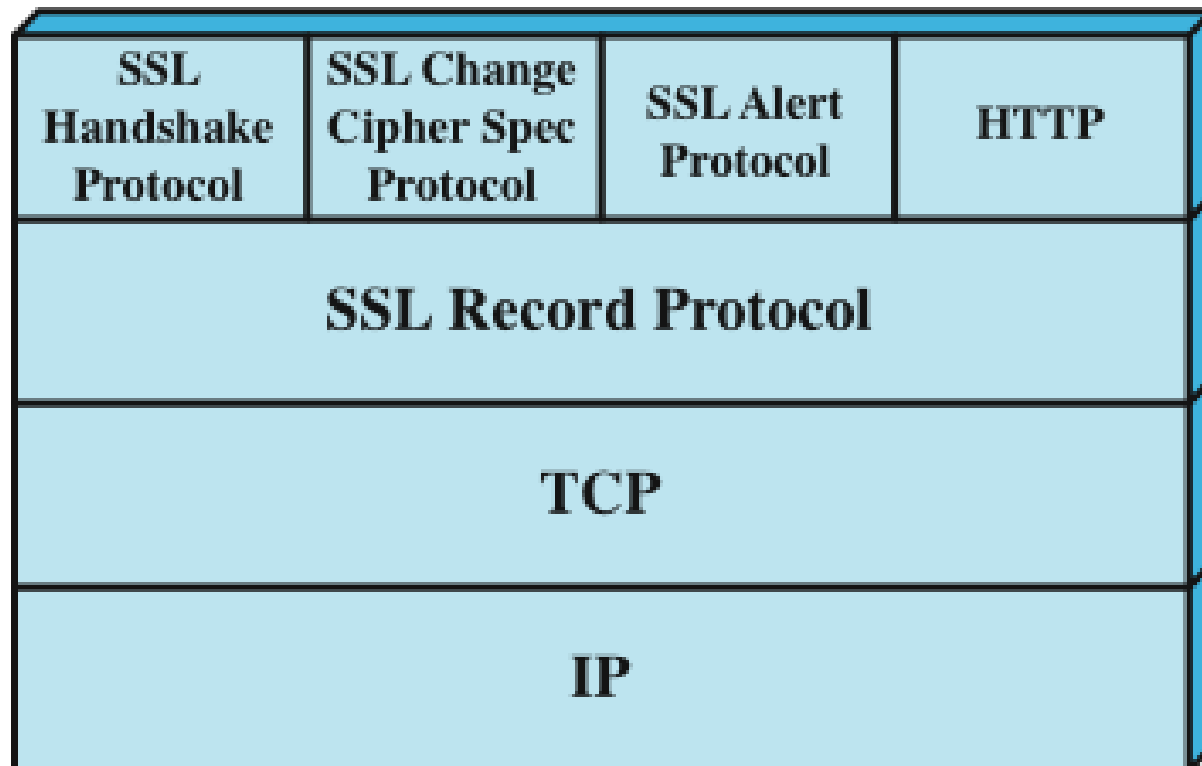 SSL
Handshake
Protocol
SSL Change
Cipher Spec
Protocol
SSL Alert
Protocol
HTTP
SSL Record Protocol
TCP
IP